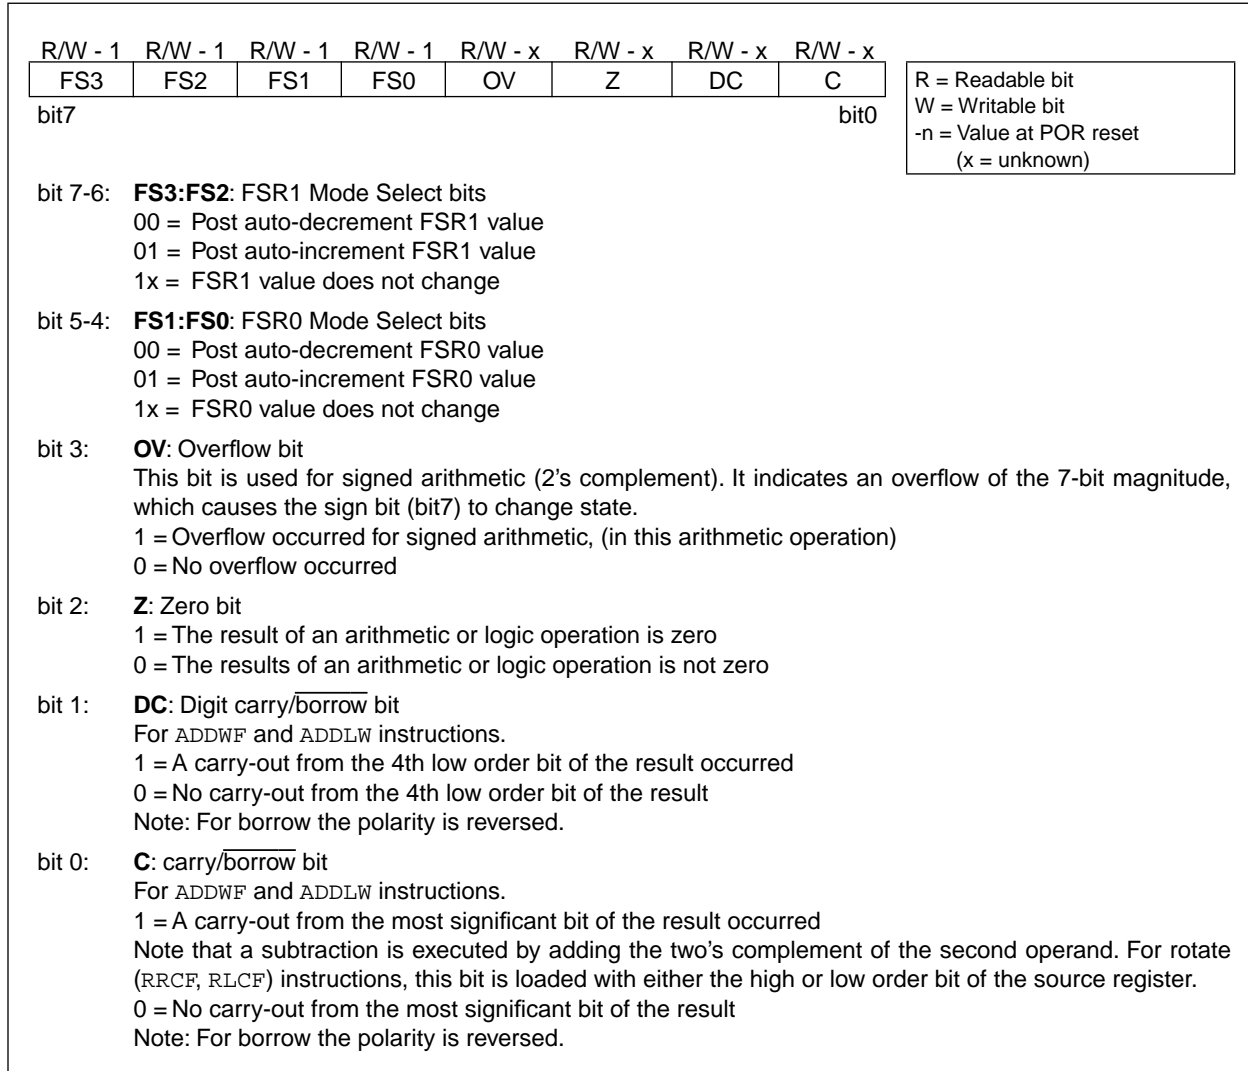 R/W - 1 R/W - 1 R/W - 1 R/W - 1 R/W - x R/W - x R/W - x R/W - x
FS3 FS2 FS1 FS0 OV Z DC C
bit7 bit0
R = Readable bit
W = Writable bit
-n = Value at POR reset
(x = unknown)
bit 7-6: FS3:FS2: FSR1 Mode Select bits
00 = Post auto-decrement FSR1 value
01 = Post auto-increment FSR1 value
1x = FSR1 value does not change
bit 5-4: FS1:FS0: FSR0 Mode Select bits
00 = Post auto-decrement FSR0 value
01 = Post auto-increment FSR0 value
1x = FSR0 value does not change
bit 3: OV: Overflow bit
This bit is used for signed arithmetic (2's complement). It indicates an overflow of the 7-bit magnitude,
which causes the sign bit (bit7) to change state.
1 = Overflow occurred for signed arithmetic, (in this arithmetic operation)
0 = No overflow occurred
bit 2: Z: Zero bit
1 = The result of an arithmetic or logic operation is zero
0 = The results of an arithmetic or logic operation is not zero
bit 1: DC: Digit carry/borrow bit
For ADDWF and ADDLW instructions.
1 = A carry-out from the 4th low order bit of the result occurred
0 = No carry-out from the 4th low order bit of the result
Note: For borrow the polarity is reversed.
bit 0: C: carry/borrow bit
For ADDWF and ADDLW instructions.
1 = A carry-out from the most significant bit of the result occurred
Note that a subtraction is executed by adding the two's complement of the second operand. For rotate
(RRCF, RLCF) instructions, this bit is loaded with either the high or low order bit of the source register.
0 = No carry-out from the most significant bit of the result
Note: For borrow the polarity is reversed.